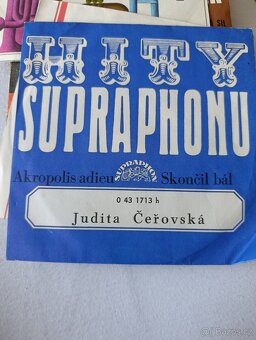 HITY
SUPRAPHONU
Akropolis adieu SUPRAPHON Skončil bál
0 43 1713 h
Judita Čeřovská